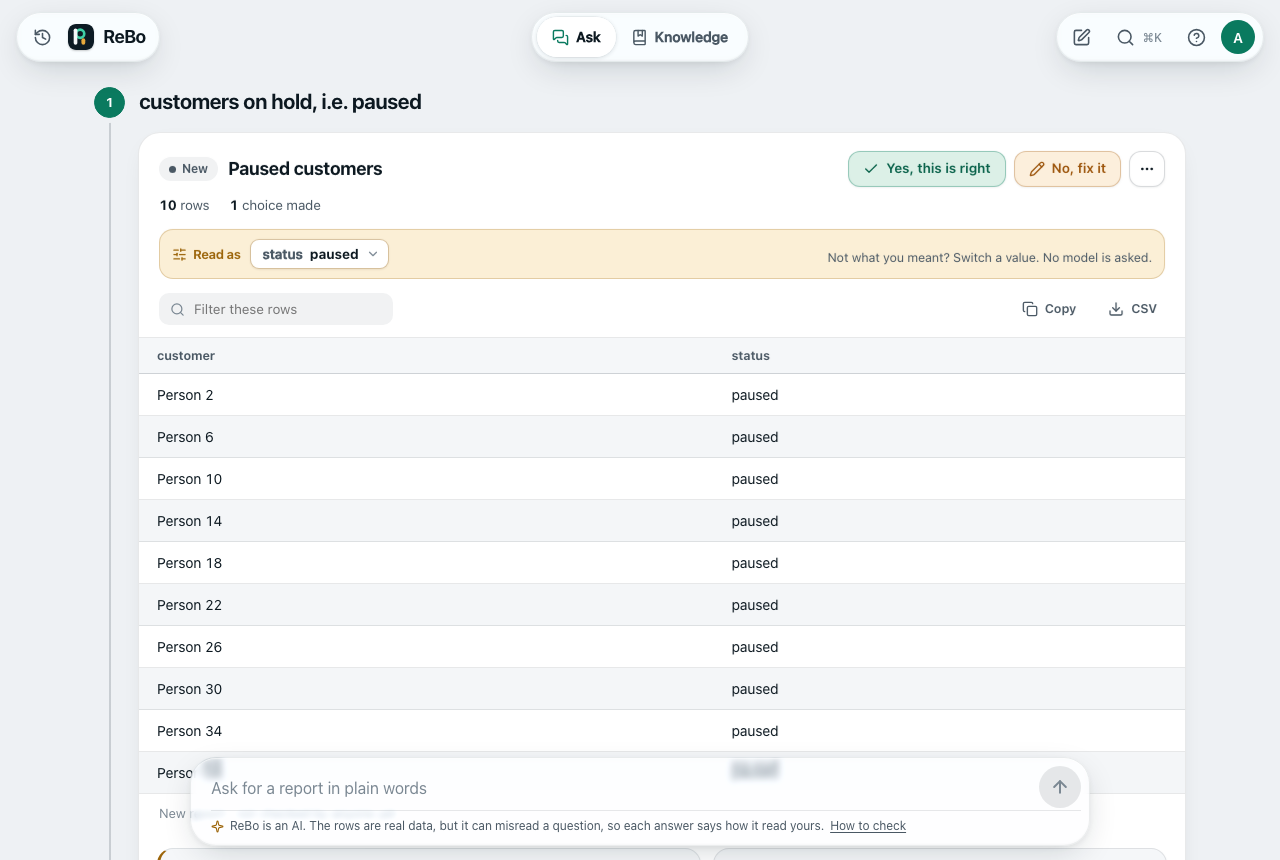 ReBo
Ask
Knowledge
⌘K
A
1
customers on hold, i.e. paused
New
Paused customers
Yes, this is right
No, fix it
10 rows
1 choice made
Read as
status paused
Not what you meant? Switch a value. No model is asked.
Filter these rows
Copy
CSV
customer status
Person 2 paused
Person 6 paused
Person 10 paused
Person 14 paused
Person 18 paused
Person 22 paused
Person 26 paused
Person 30 paused
Person 34 paused
Ask for a report in plain words
New
ReBo is an AI. The rows are real data, but it can misread a question, so each answer says how it read yours. How to check